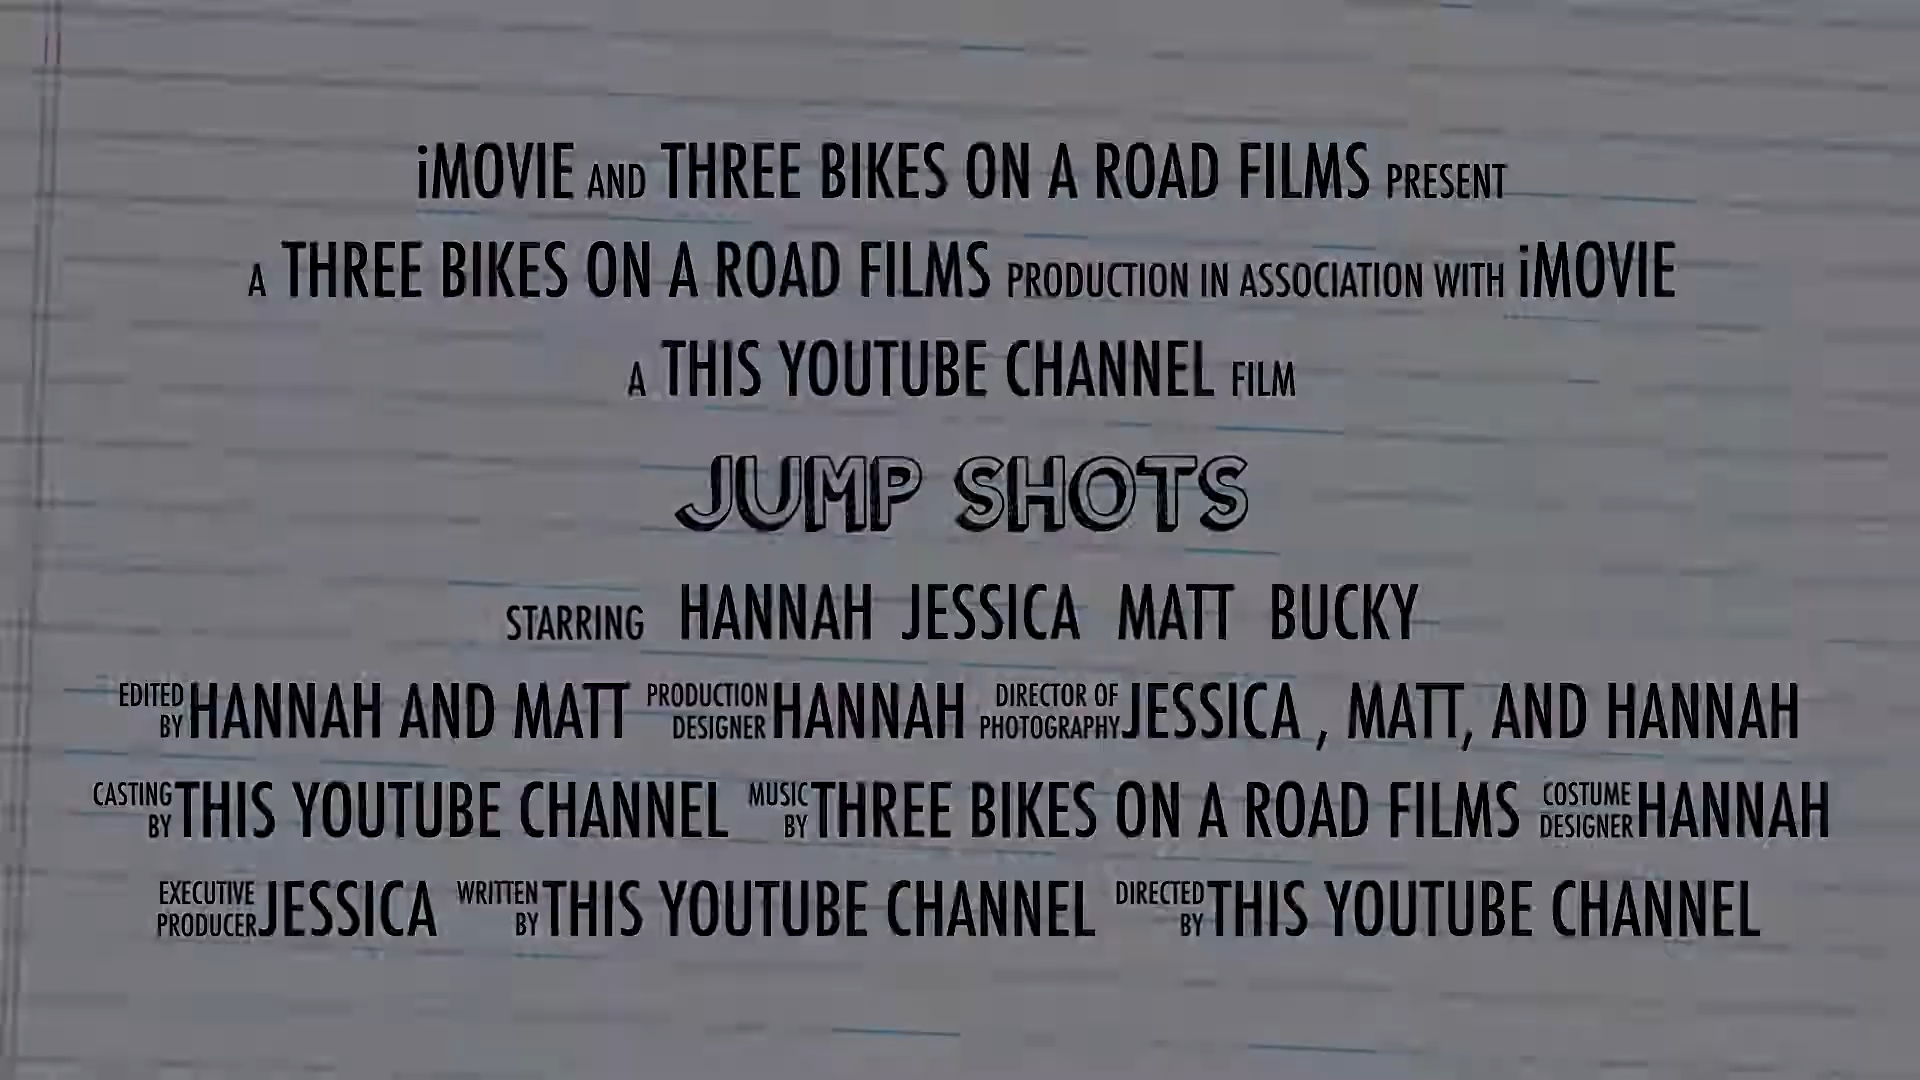 iMOVIE AND THREE BIKES ON A ROAD FILMS PRESENT
A THREE BIKES ON A ROAD FILMS PRODUCTION IN ASSOCIATION WITH iMOVIE
A THIS YOUTUBE CHANNEL FILM
JUMP SHOTS
STARRING HANNAH JESSICA MATT BUCKY
EDITED BY HANNAH AND MATT PRODUCTION DESIGNER HANNAH DIRECTOR OF PHOTOGRAPHY JESSICA , MATT, AND HANNAH
CASTING BY THIS YOUTUBE CHANNEL MUSIC BY THREE BIKES ON A ROAD FILMS COSTUME DESIGNER HANNAH
EXECUTIVE PRODUCER JESSICA WRITTEN BY THIS YOUTUBE CHANNEL DIRECTED BY THIS YOUTUBE CHANNEL